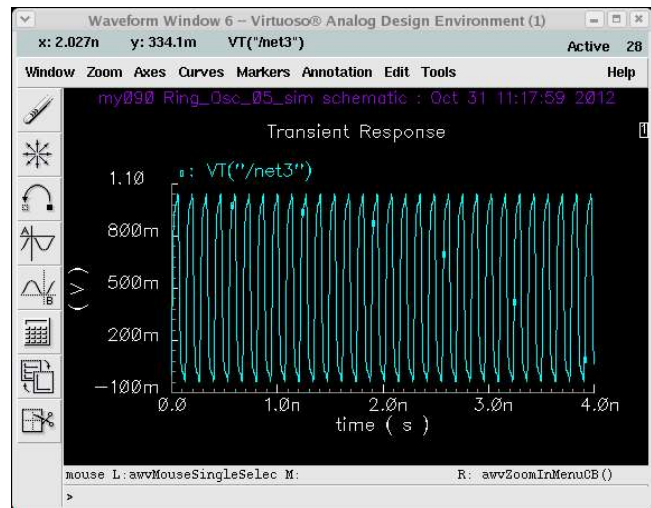 Waveform Window 6 – Virtuoso® Analog Design Environment (1)
x: 2.027n y: 334.1m VT("/net3") Active 28
Window Zoom Axes Curves Markers Annotation Edit Tools Help
my090 Ring_Osc_05_sim schematic : Oct 31 11:17:59 2012
Transient Response
1
: VT("/net3")
1.10
800m
500m
200m
-100m
(V)
A
B
0.0 1.0n 2.0n 3.0n 4.0n
time ( s )
mouse L: awvMouseSingleSelec M: R: awvZoomInMenuCB()
>